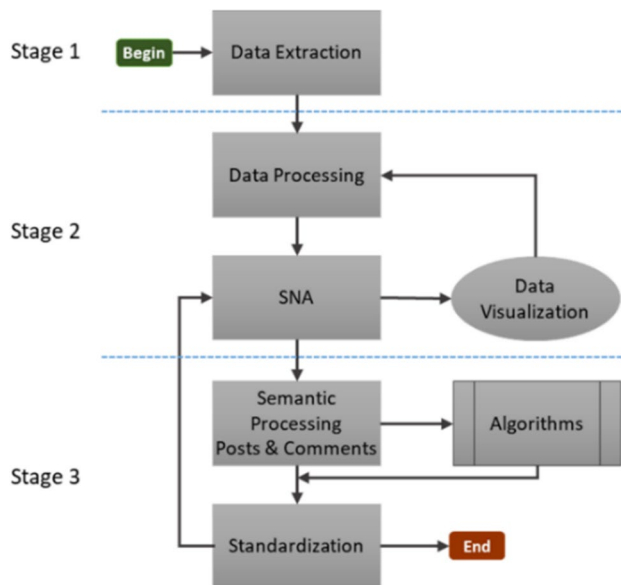 Stage 1
Begin
Data Extraction
Data Processing
Stage 2
SNA
Data
Visualization
Semantic
Processing
Posts & Comments
Algorithms
Stage 3
Standardization
End